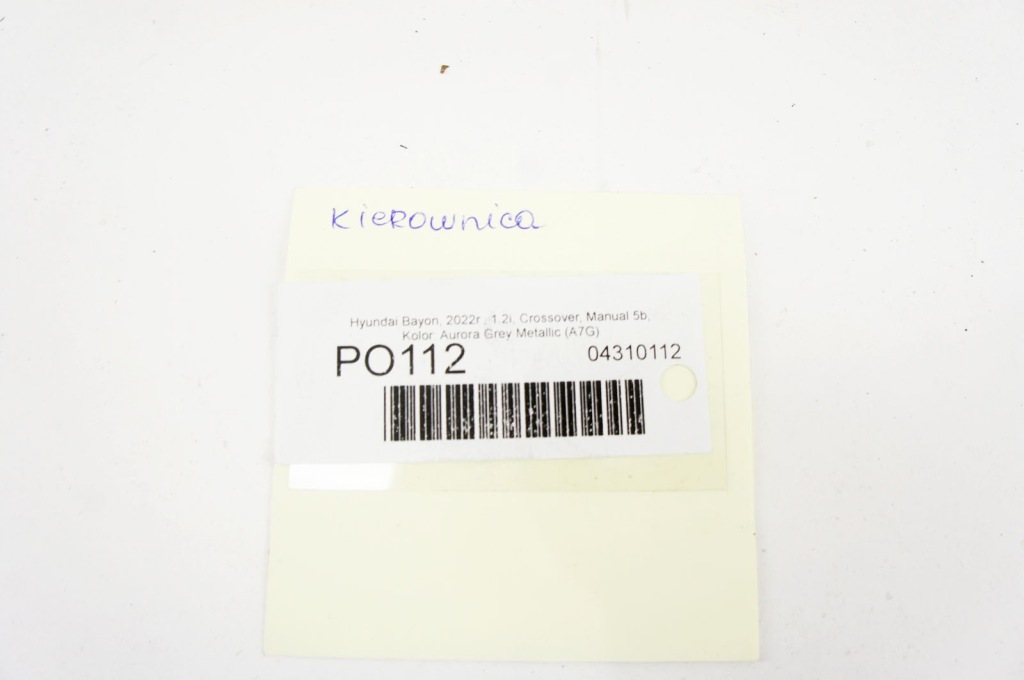 Kierownica
Hyundai Bayon, 2022r., 1.2i, Crossover, Manual 5b,
Kolor: Aurora Grey Metallic (A7G)
PO112
04310112